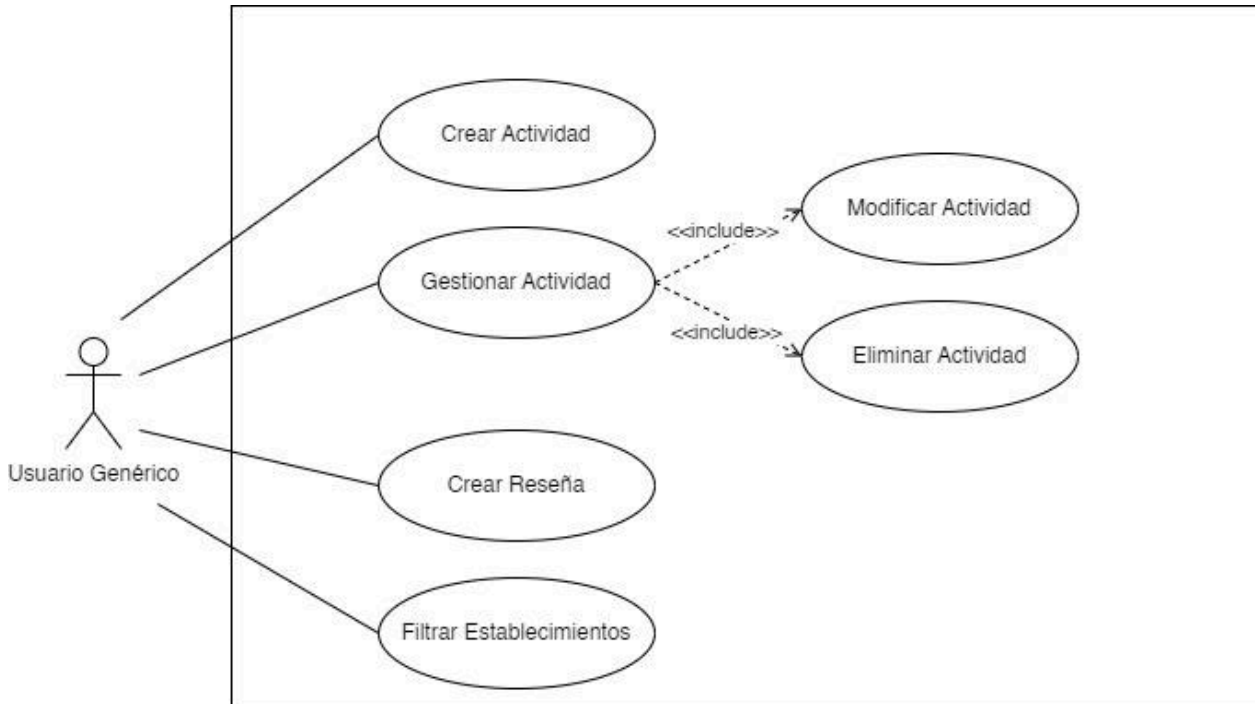 Crear Actividad
Modificar Actividad
<<include>>
Gestionar Actividad
<<include>>
Eliminar Actividad
Usuario Genérico
Crear Reseña
Filtrar Establecimientos